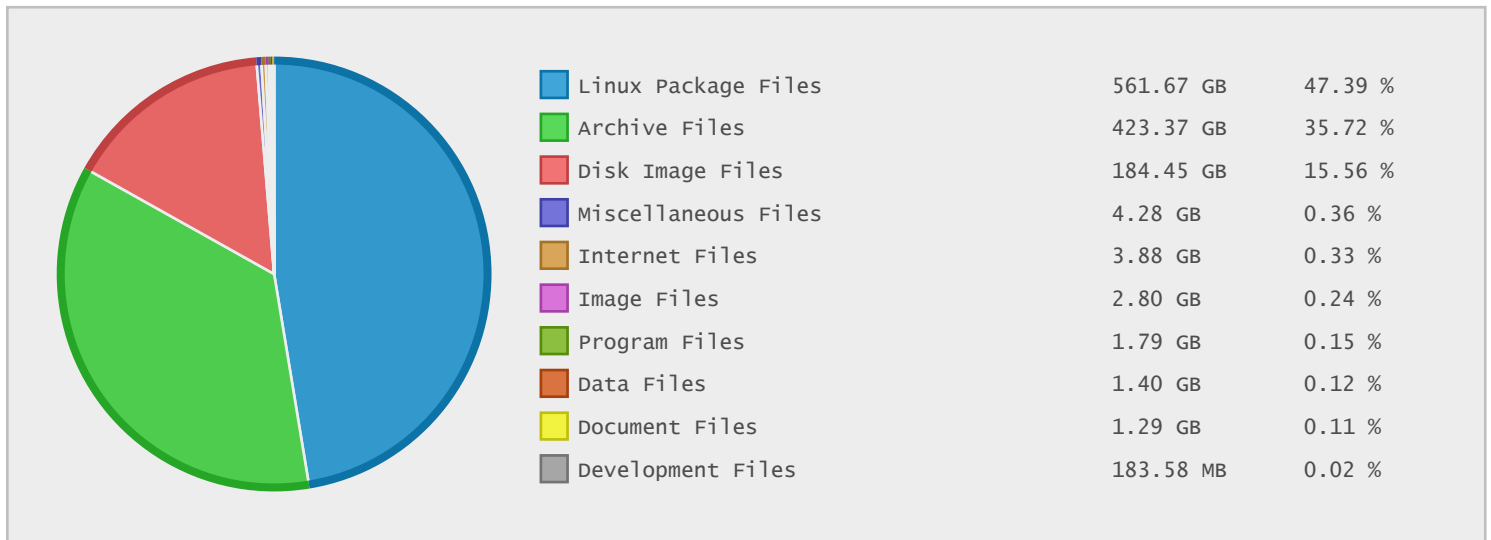 Linux Package Files 561.67 GB 47.39 %
Archive Files 423.37 GB 35.72 %
Disk Image Files 184.45 GB 15.56 %
Miscellaneous Files 4.28 GB 0.36 %
Internet Files 3.88 GB 0.33 %
Image Files 2.80 GB 0.24 %
Program Files 1.79 GB 0.15 %
Data Files 1.40 GB 0.12 %
Document Files 1.29 GB 0.11 %
Development Files 183.58 MB 0.02 %